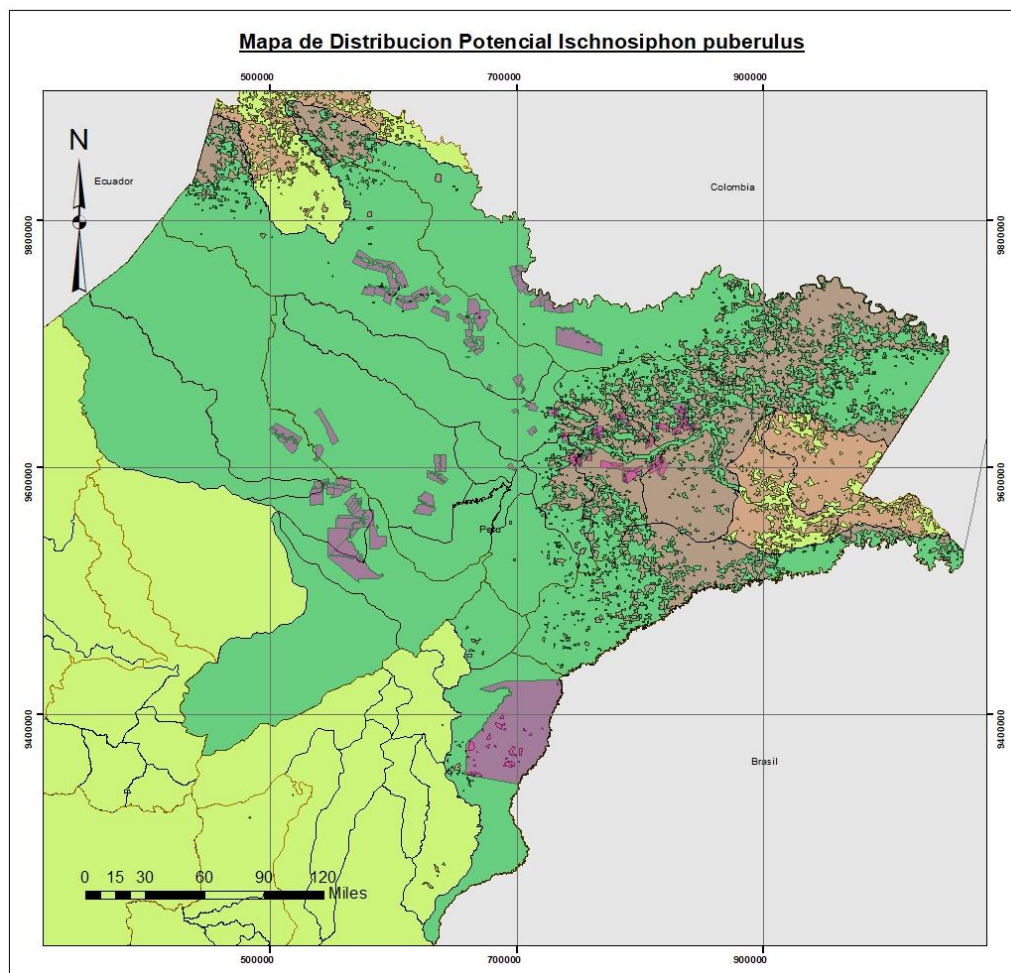 Mapa de Distribucion Potencial Ischnosiphon puberulus
500000 700000 900000
N
Ecuador
Colombia
9800000 9800000
9600000 9600000
Perú
9400000 9400000
Brasil
0 15 30 60 90 120
Miles
500000 700000 900000